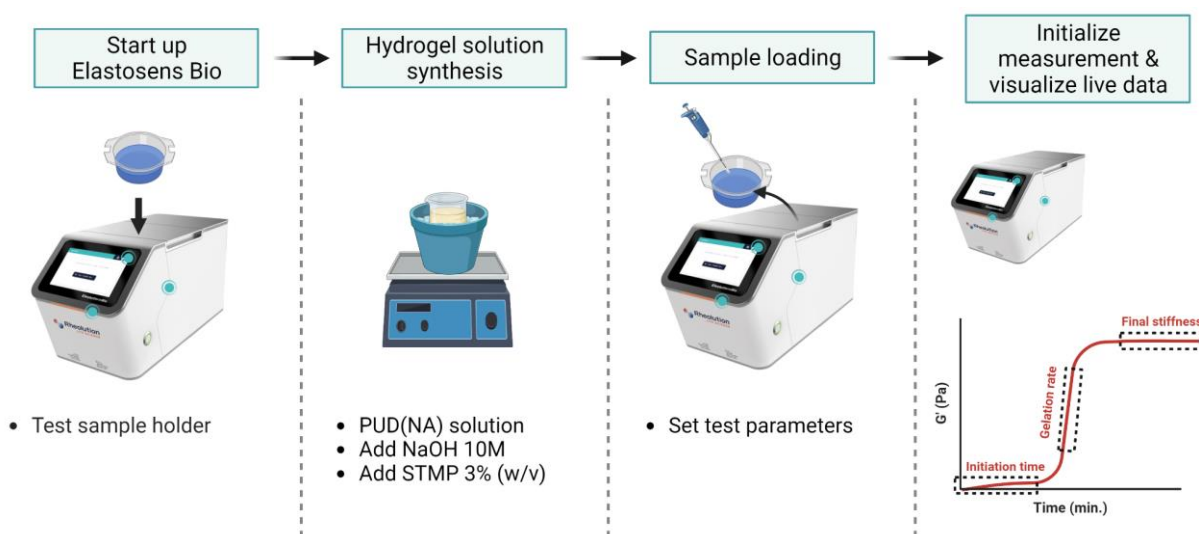 Start up
Elastosens Bio
Hydrogel solution
synthesis
Sample loading
Initialize
measurement &
visualize live data
Rheolution
• Test sample holder
• PUD(NA) solution
• Add NaOH 10M
• Add STMP 3% (w/v)
Rheolution
• Set test parameters
Final stiffness
Gelation rate
Initiation time
G' (Pa)
Time (min.)